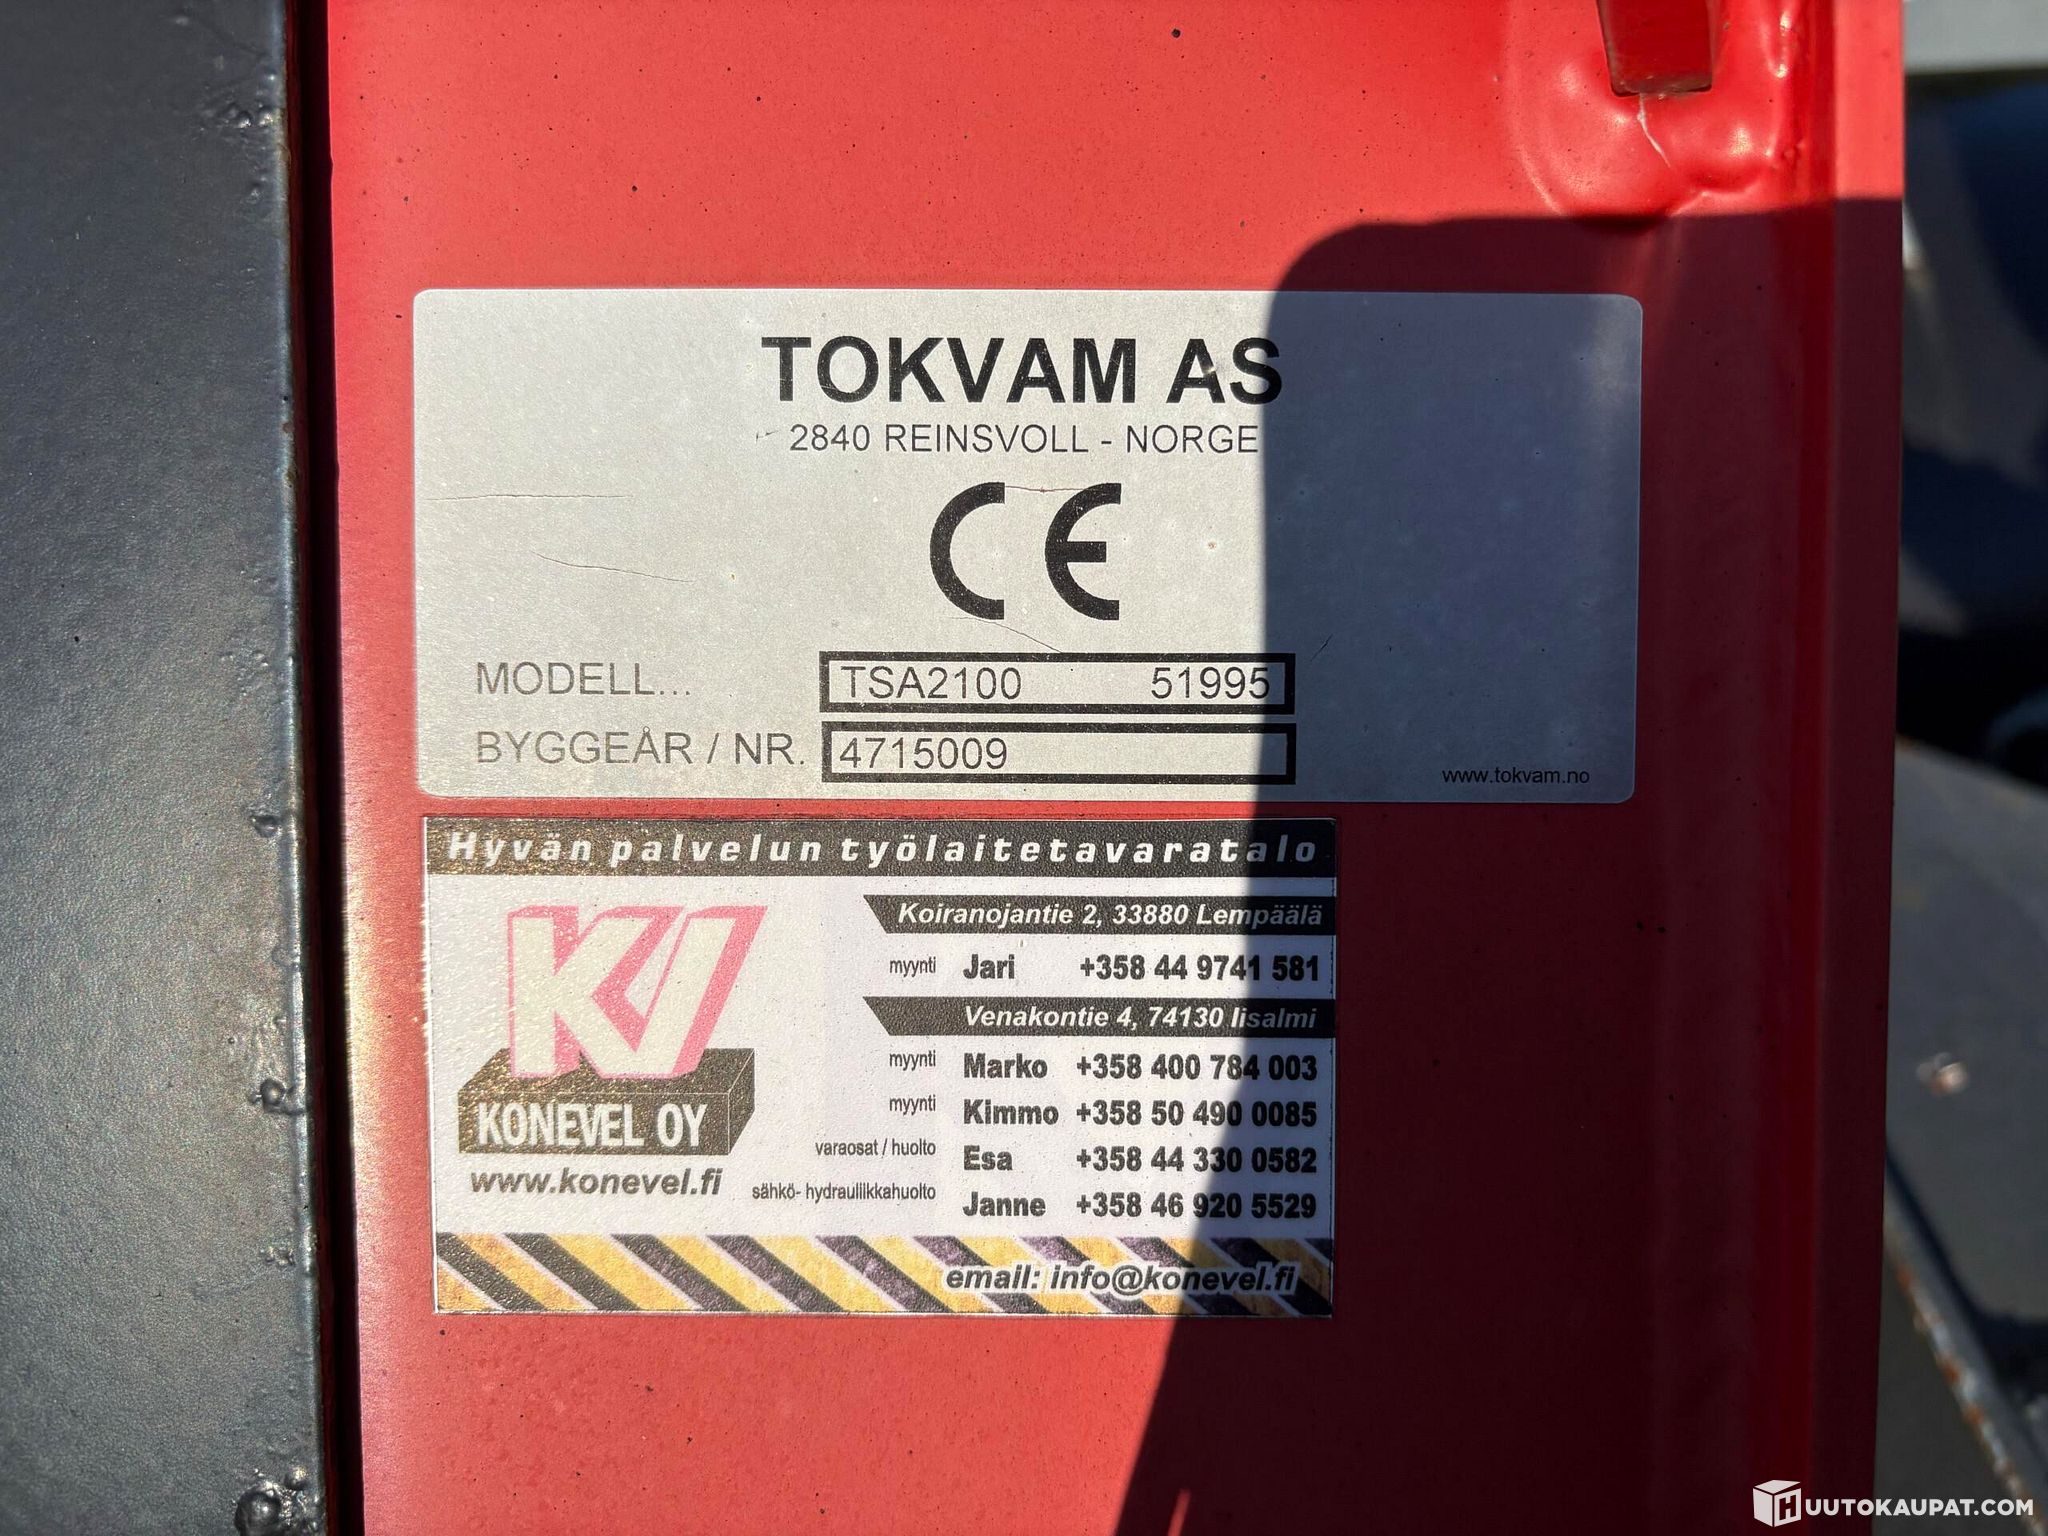 TOKVAM AS
2840 REINSVOLL - NORGE
CE
MODELL... TSA2100 51995
BYGGEÅR / NR. 4715009
www.tokvam.no
Hyvän palvelun työlaitetavaratalo
KV
KONEVEL OY
www.konevel.fi
Koiranojantie 2, 33880 Lempäälä
myynti Jari +358 44 9741 581
Venakontie 4, 74130 Iisalmi
myynti Marko +358 400 784 003
myynti Kimmo +358 50 490 0085
varaosat / huolto Esa +358 44 330 0582
sähkö- hydrauliikkahuolto Janne +358 46 920 5529
email: info@konevel.fi
HUUTOKAUPAT.COM